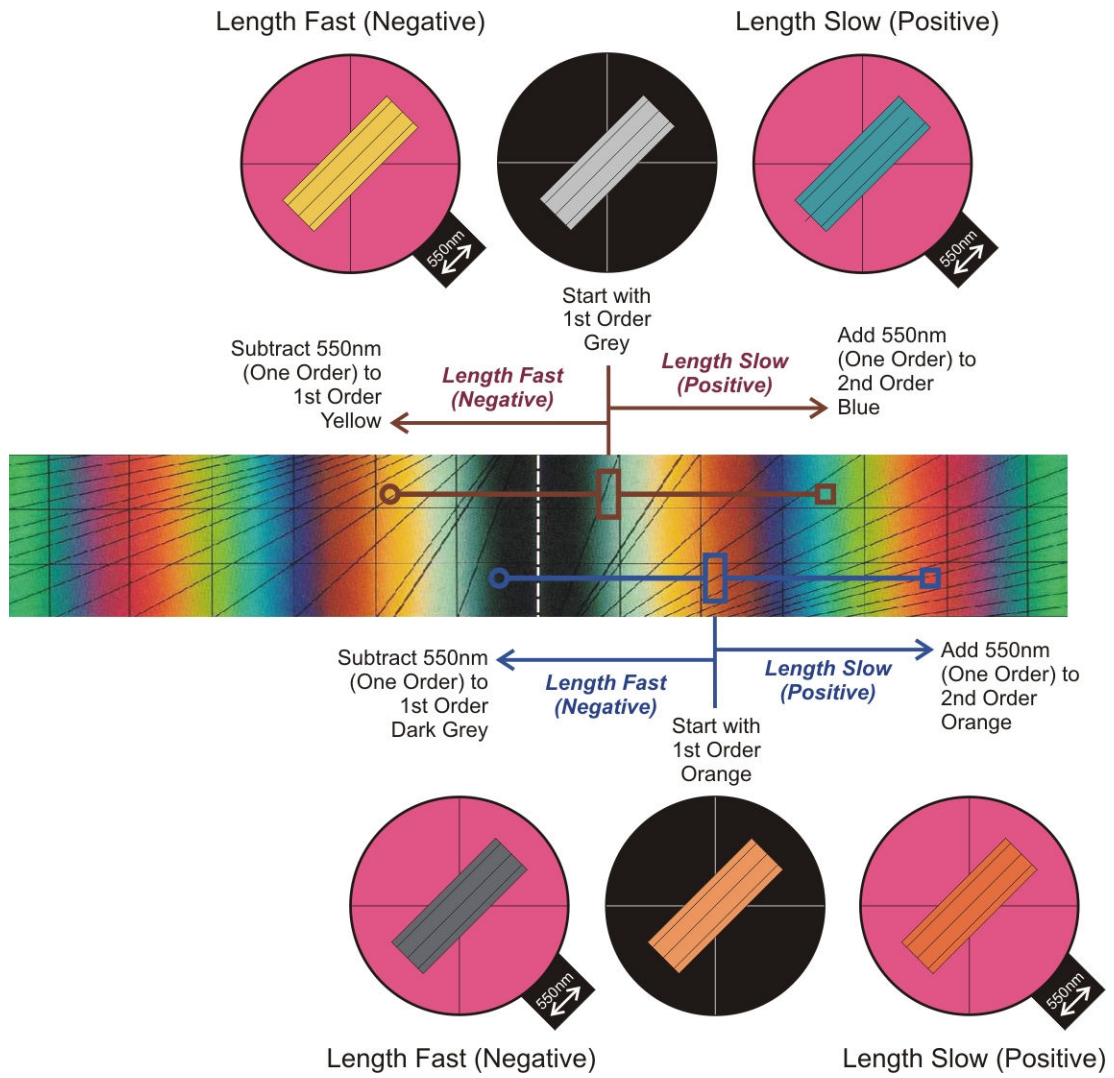 Length Fast (Negative)
Length Slow (Positive)
550nm
550nm
Start with
1st Order
Grey
Subtract 550nm
(One Order) to
1st Order
Yellow
Length Fast
(Negative)
Length Slow
(Positive)
Add 550nm
(One Order) to
2nd Order
Blue
Subtract 550nm
(One Order) to
1st Order
Dark Grey
Length Fast
(Negative)
Length Slow
(Positive)
Add 550nm
(One Order) to
2nd Order
Orange
Start with
1st Order
Orange
550nm
550nm
Length Fast (Negative)
Length Slow (Positive)